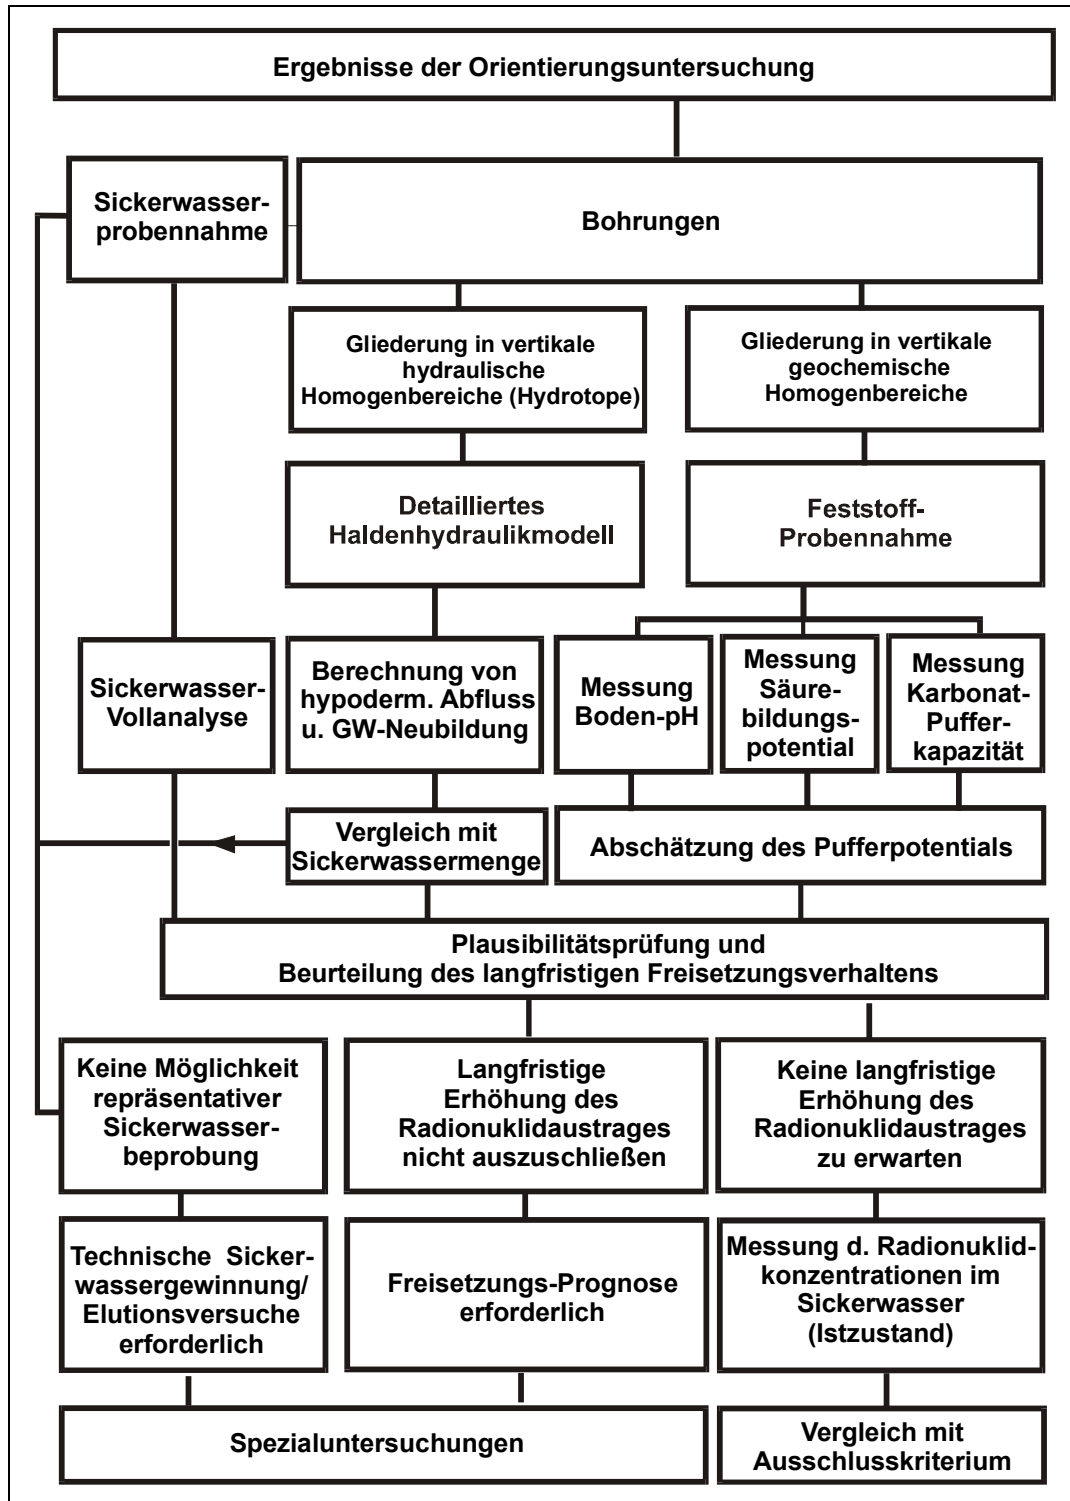 Ergebnisse der Orientierungsuntersuchung
Sickerwasser-
probennahme
Bohrungen
Gliederung in vertikale
hydraulische
Homogenbereiche (Hydrotope)
Gliederung in vertikale
geochemische
Homogenbereiche
Detailliertes
Haldenhydraulikmodell
Feststoff-
Probennahme
Sickerwasser-
Vollanalyse
Berechnung von
hypoderm. Abfluss
u. GW-Neubildung
Messung
Boden-pH
Messung
Säure-
bildungs-
potential
Messung
Karbonat-
Puffer-
kapazität
Vergleich mit
Sickerwassermenge
Abschätzung des Pufferpotentials
Plausibilitätsprüfung und
Beurteilung des langfristigen Freisetzungsverhaltens
Keine Möglichkeit
repräsentativer
Sickerwasser-
beprobung
Langfristige
Erhöhung des
Radionuklidaustrages
nicht auszuschließen
Keine langfristige
Erhöhung des
Radionuklidaustrages
zu erwarten
Technische Sicker-
wassergewinnung/
Elutionsversuche
erforderlich
Freisetzungs-Prognose
erforderlich
Messung d. Radionuklid-
konzentrationen im
Sickerwasser
(Istzustand)
Spezialuntersuchungen
Vergleich mit
Ausschlusskriterium